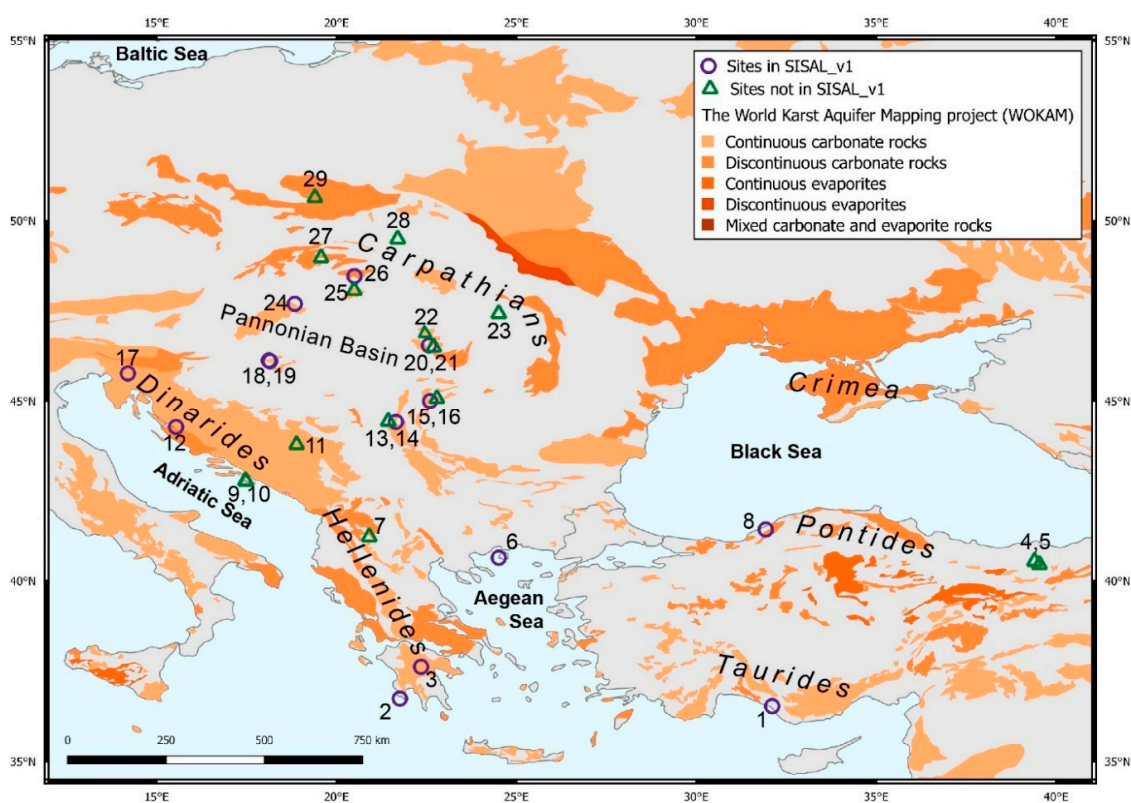 15°E 20°E 25°E 30°E 35°E 40°E
55°N 55°N
Baltic Sea
Sites in SISAL_v1
Sites not in SISAL_v1
The World Karst Aquifer Mapping project (WOKAM)
Continuous carbonate rocks
Discontinuous carbonate rocks
Continuous evaporites
Discontinuous evaporites
Mixed carbonate and evaporite rocks
29
50°N 50°N
28
27
Carpathians
26
25
24
23
22
Pannonian Basin
20,21
17
18,19
Crimea
45°N 45°N
15,16
Dinarides
13,14
12
11
Black Sea
9,10
Adriatic Sea
8
Pontides
7
Hellenides
6
4,5
40°N 40°N
Aegean
Sea
3
Taurides
2
1
0 250 500 750 km
35°N 35°N
15°E 20°E 25°E 30°E 35°E 40°E